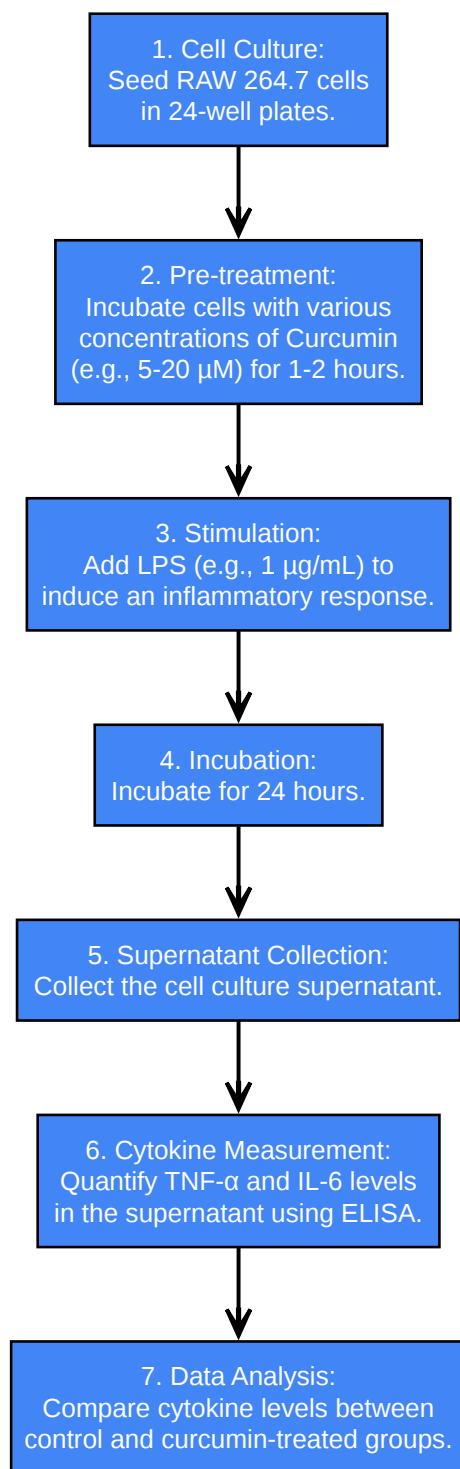 1. Cell Culture:
Seed RAW 264.7 cells
in 24-well plates.
2. Pre-treatment:
Incubate cells with various
concentrations of Curcumin
(e.g., 5-20 µM) for 1-2 hours.
3. Stimulation:
Add LPS (e.g., 1 µg/mL) to
induce an inflammatory response.
4. Incubation:
Incubate for 24 hours.
5. Supernatant Collection:
Collect the cell culture supernatant.
6. Cytokine Measurement:
Quantify TNF-α and IL-6 levels
in the supernatant using ELISA.
7. Data Analysis:
Compare cytokine levels between
control and curcumin-treated groups.